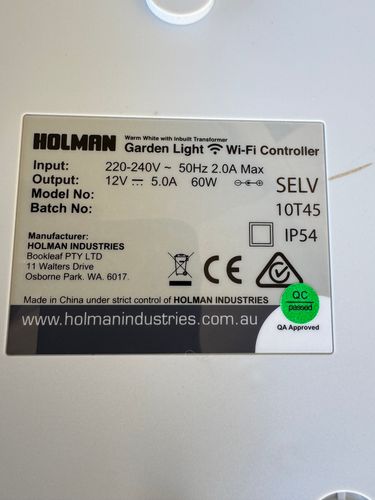 HOLMAN Warm White with Inbuilt Transformer
Garden Light Wi-Fi Controller
Input: 220-240V ~ 50Hz 2.0A Max
Output: 12V ⎓ 5.0A 60W SELV
Model No:
Batch No: 10T45
IP54
Manufacturer:
HOLMAN INDUSTRIES
Bookleaf PTY LTD
11 Walters Drive
Osborne Park. WA. 6017.
CE
Made in China under strict control of HOLMAN INDUSTRIES
www.holmanindustries.com.au
QC
passed
QA Approved